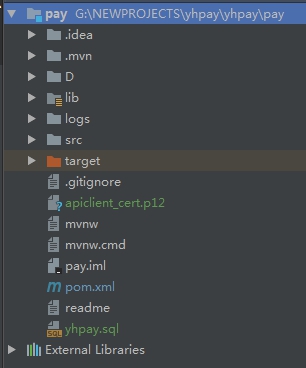 pay G:\NEWPROJECTS\yhpay\yhpay\pay
.idea
.mvn
D
lib
logs
src
target
.gitignore
apiclient_cert.p12
mvnw
mvnw.cmd
pay.iml
m pom.xml
readme
SQL yhpay.sql
External Libraries